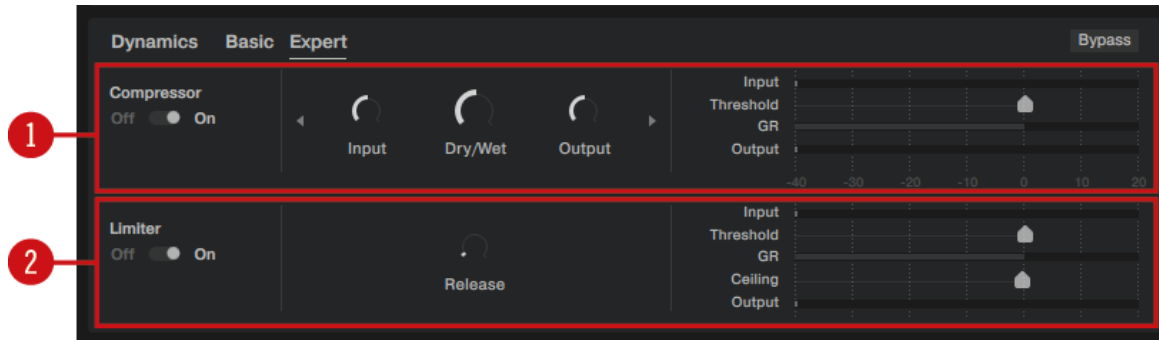 Dynamics Basic Expert Bypass
1
Compressor
Off On
Input Dry/Wet Output
Input
Threshold
GR
Output
-40 -30 -20 -10 0 10 20
2
Limiter
Off On
Release
Input
Threshold
GR
Ceiling
Output